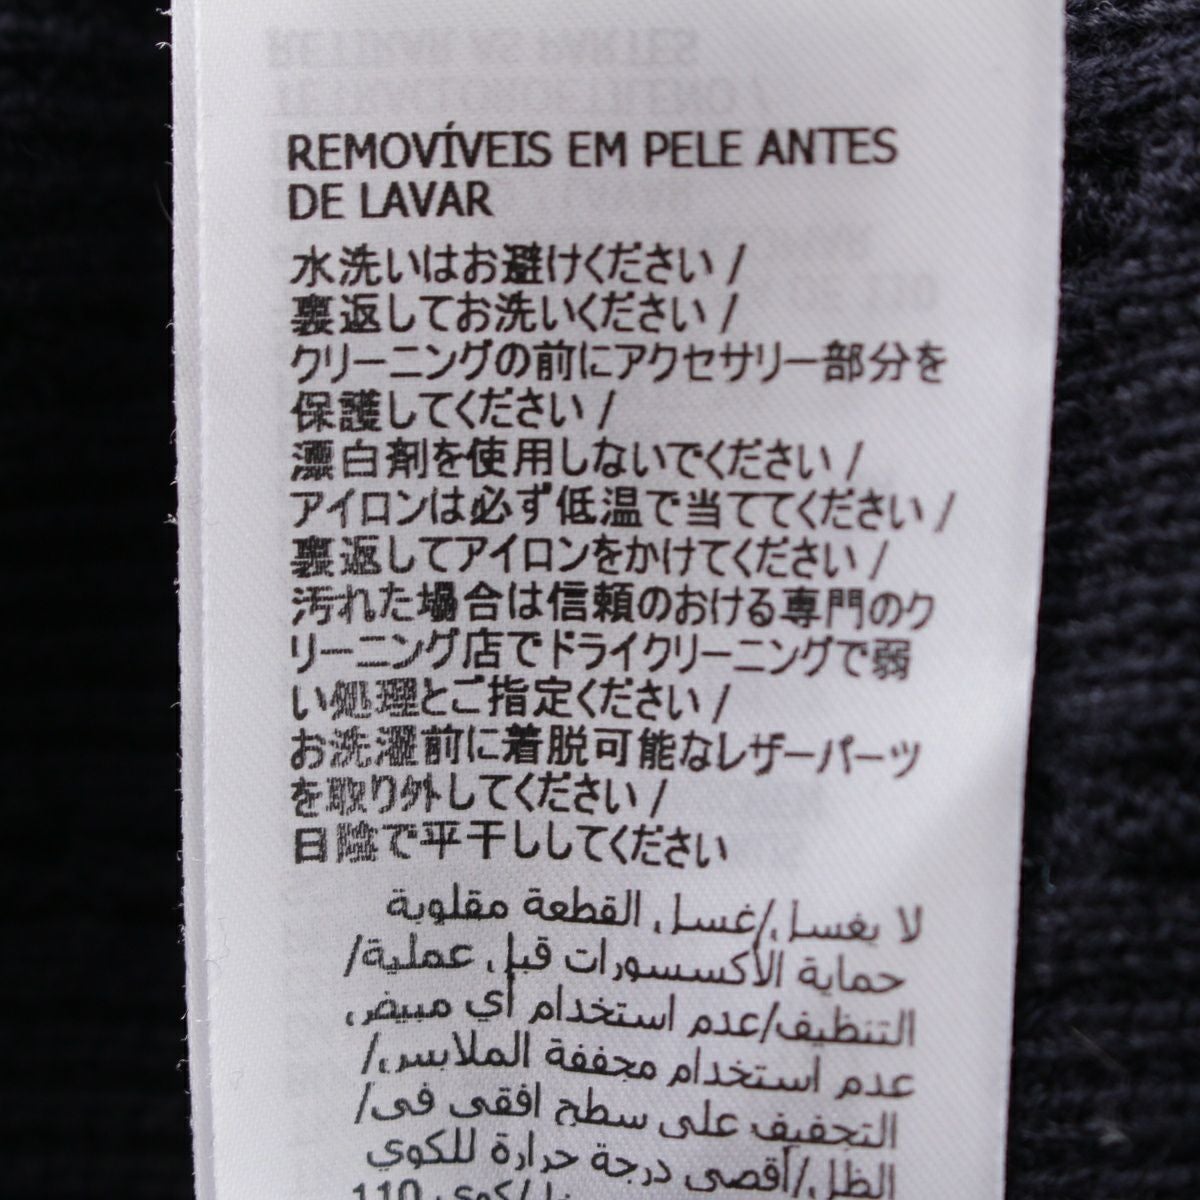 REMOVÍVEIS EM PELE ANTES
DE LAVAR
水洗いはお避けください /
裏返してお洗いください /
クリーニングの前にアクセサリー部分を
保護してください /
漂白剤を使用しないでください /
アイロンは必ず低温で当ててください /
裏返してアイロンをかけてください /
汚れた場合は信頼のおける専門のク
リーニング店でドライクリーニングで弱
い処理とご指定ください /
お洗濯前に着脱可能なレザーパーツ
を取り外してください /
日陰で平干ししてください
لا يغسل/غسل القطعة مقلوبة
حماية الأكسسورات قبل عملية/
التنظيف/عدم استخدام أي مبيض
عدم استخدام مجففة الملابس/
التجفيف على سطح افقى فى/
الظل/أقصى درجة حرارة للكوي
110